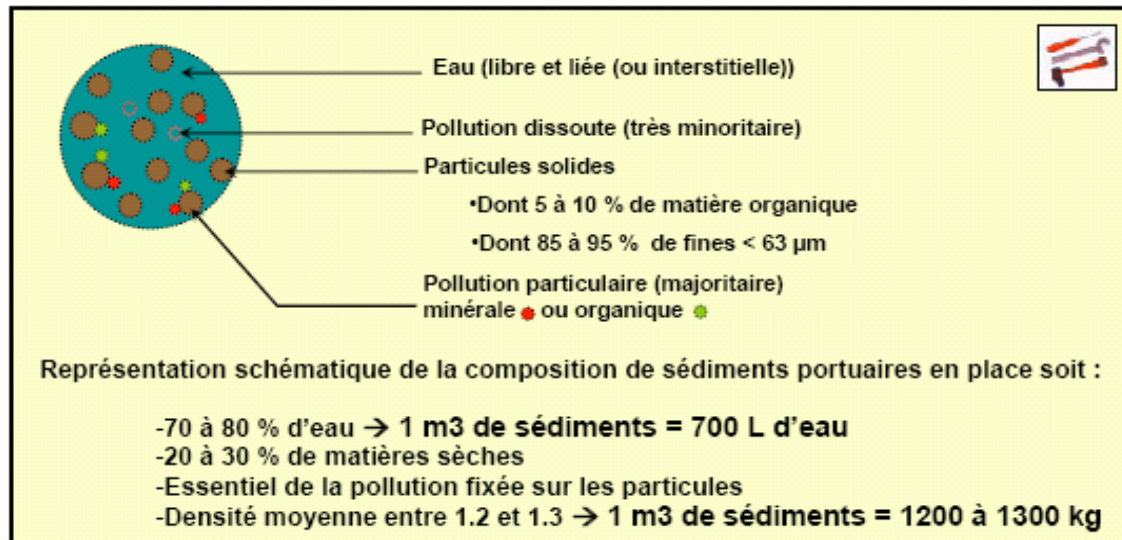 Eau (libre et liée (ou interstitielle))
Pollution dissoute (très minoritaire)
Particules solides
•Dont 5 à 10 % de matière organique
•Dont 85 à 95 % de fines < 63 µm
Pollution particulaire (majoritaire)
minérale ou organique
Représentation schématique de la composition de sédiments portuaires en place soit :
-70 à 80 % d'eau → 1 m3 de sédiments = 700 L d'eau
-20 à 30 % de matières sèches
-Essentiel de la pollution fixée sur les particules
-Densité moyenne entre 1.2 et 1.3 → 1 m3 de sédiments = 1200 à 1300 kg